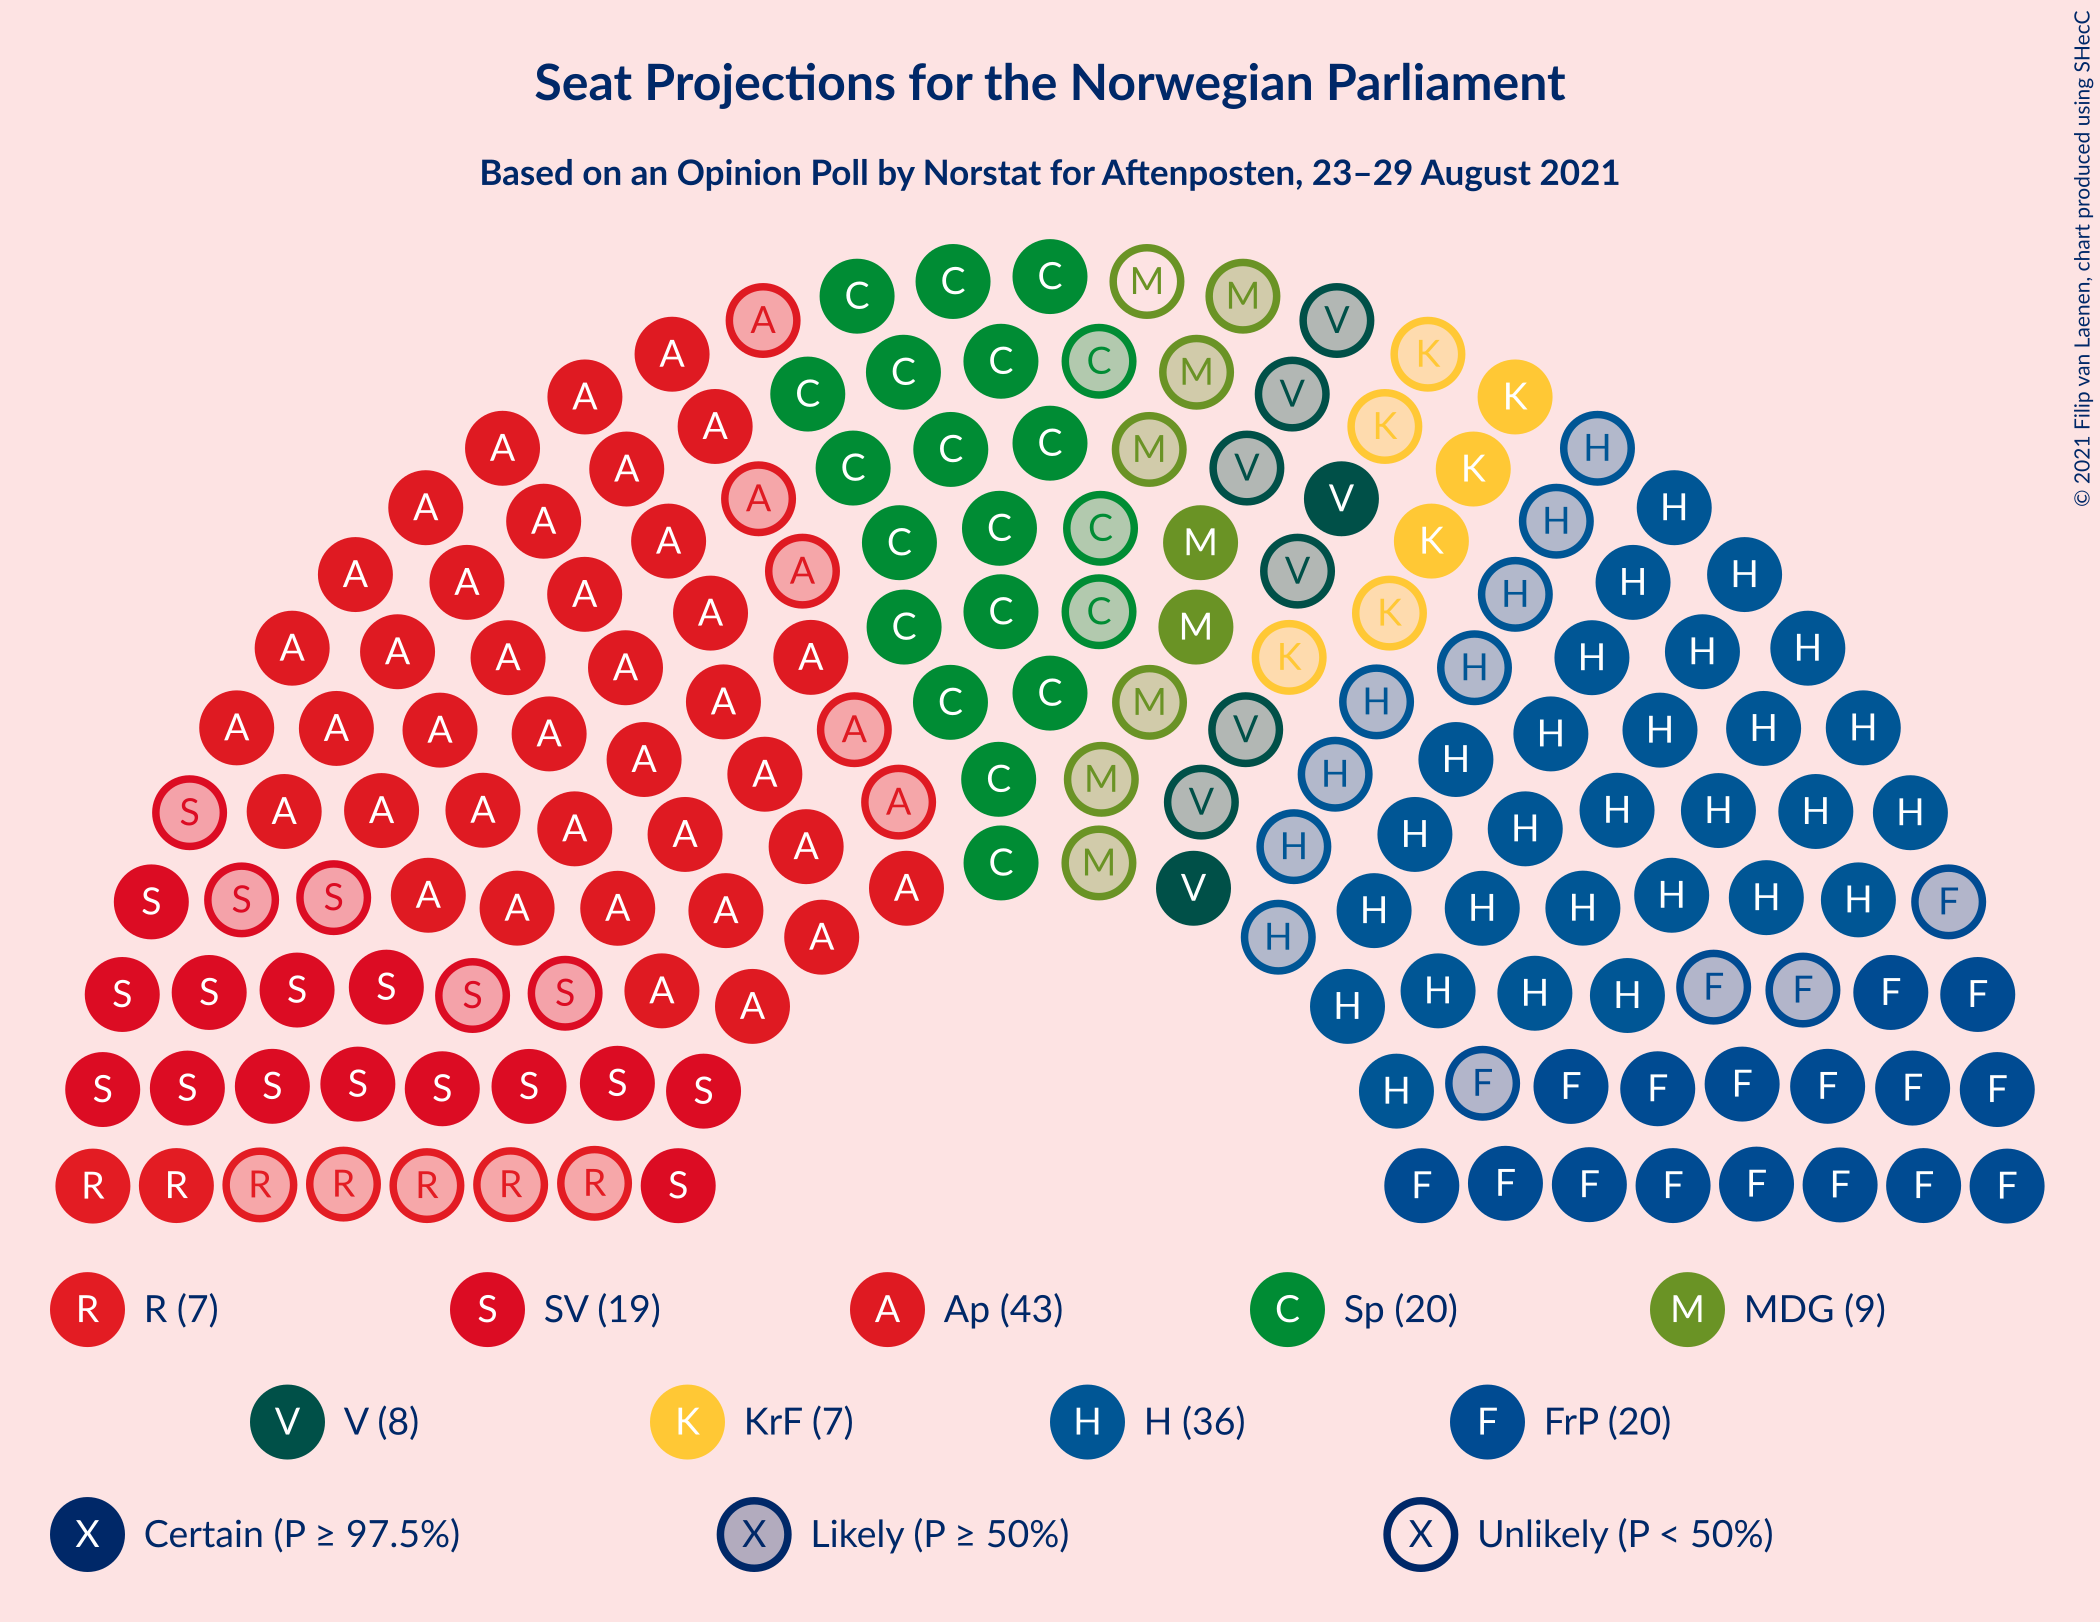 Seat Projections for the Norwegian Parliament
Based on an Opinion Poll by Norstat for Aftenposten, 23–29 August 2021
© 2021 Filip van Laenen, chart produced using SHecC
C C C M M
A V
A C C C C M V K
A A C C C M V K K
A A A V K H
A A A C C C M V K H H
A A A A C C C M K K H H H
A A A A A C C M V K H H H H H
A A A A A A A C M V H H H H H H
S A A A A A A A A C M V H H H H H H H H
S S S A A A A A A H H H H H H H F
S S S S S S A A H H H H F F F F
S S S S S S S S H F F F F F F F
R R R R R R R S F F F F F F F F
R R (7) S SV (19) A Ap (43) C Sp (20) M MDG (9)
V V (8) K KrF (7) H H (36) F FrP (20)
X Certain (P ≥ 97.5%) X Likely (P ≥ 50%) X Unlikely (P < 50%)